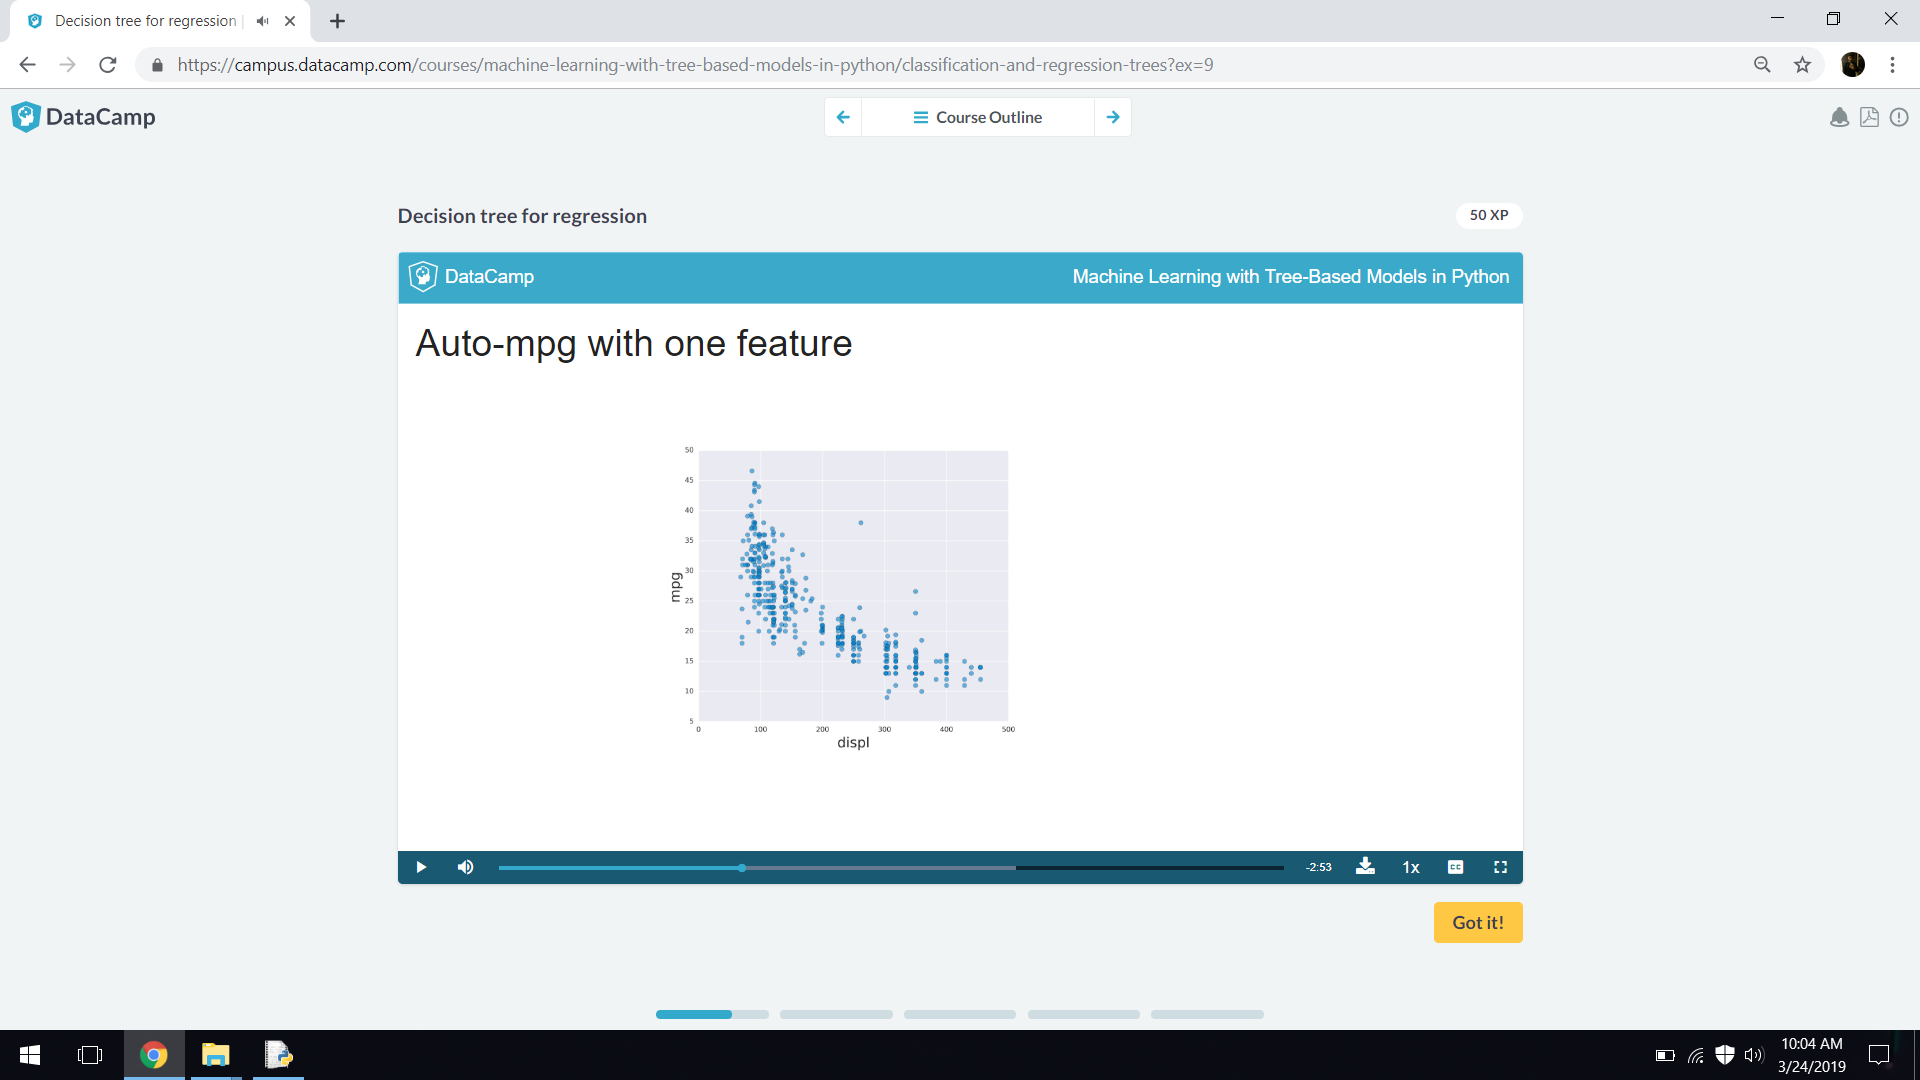 Decision tree for regression
https://campus.datacamp.com/courses/machine-learning-with-tree-based-models-in-python/classification-and-regression-trees?ex=9
DataCamp
Course Outline
Decision tree for regression
50 XP
DataCamp
Machine Learning with Tree-Based Models in Python
Auto-mpg with one feature
50
45
40
35
30
25
20
15
10
5
mpg
0 100 200 300 400 500
displ
-2:53
1x
CC
Got it!
10:04 AM
3/24/2019